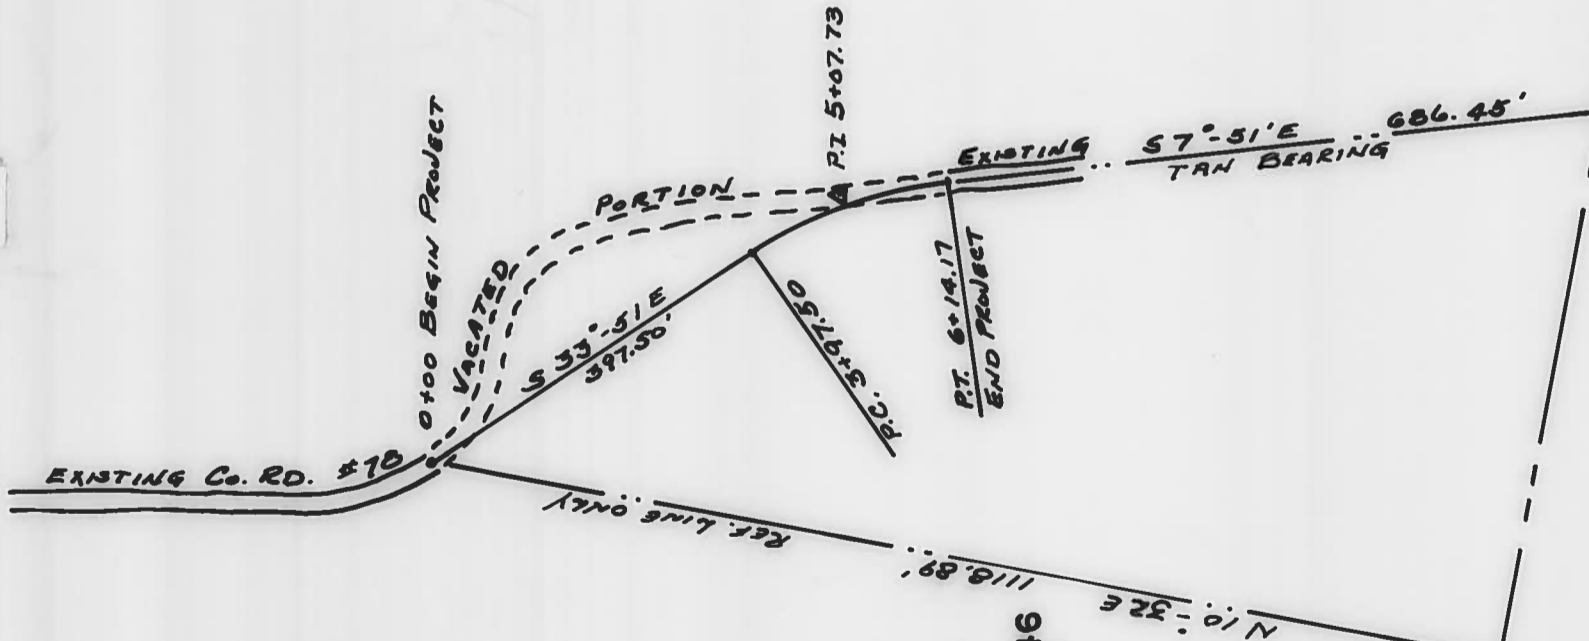 P.I 5+07.73
0+00 BEGIN PROJECT
VACATED
PORTION
EXISTING
S 7°-51' E
TAN BEARING
686.45'
S 33°-51 E
397.50'
P.C. 3+97.50
P.T. 6+14.17
END PROJECT
EXISTING CO. RD. #78
REF. LINE ONLY
1118.89'
N 10°-32 E